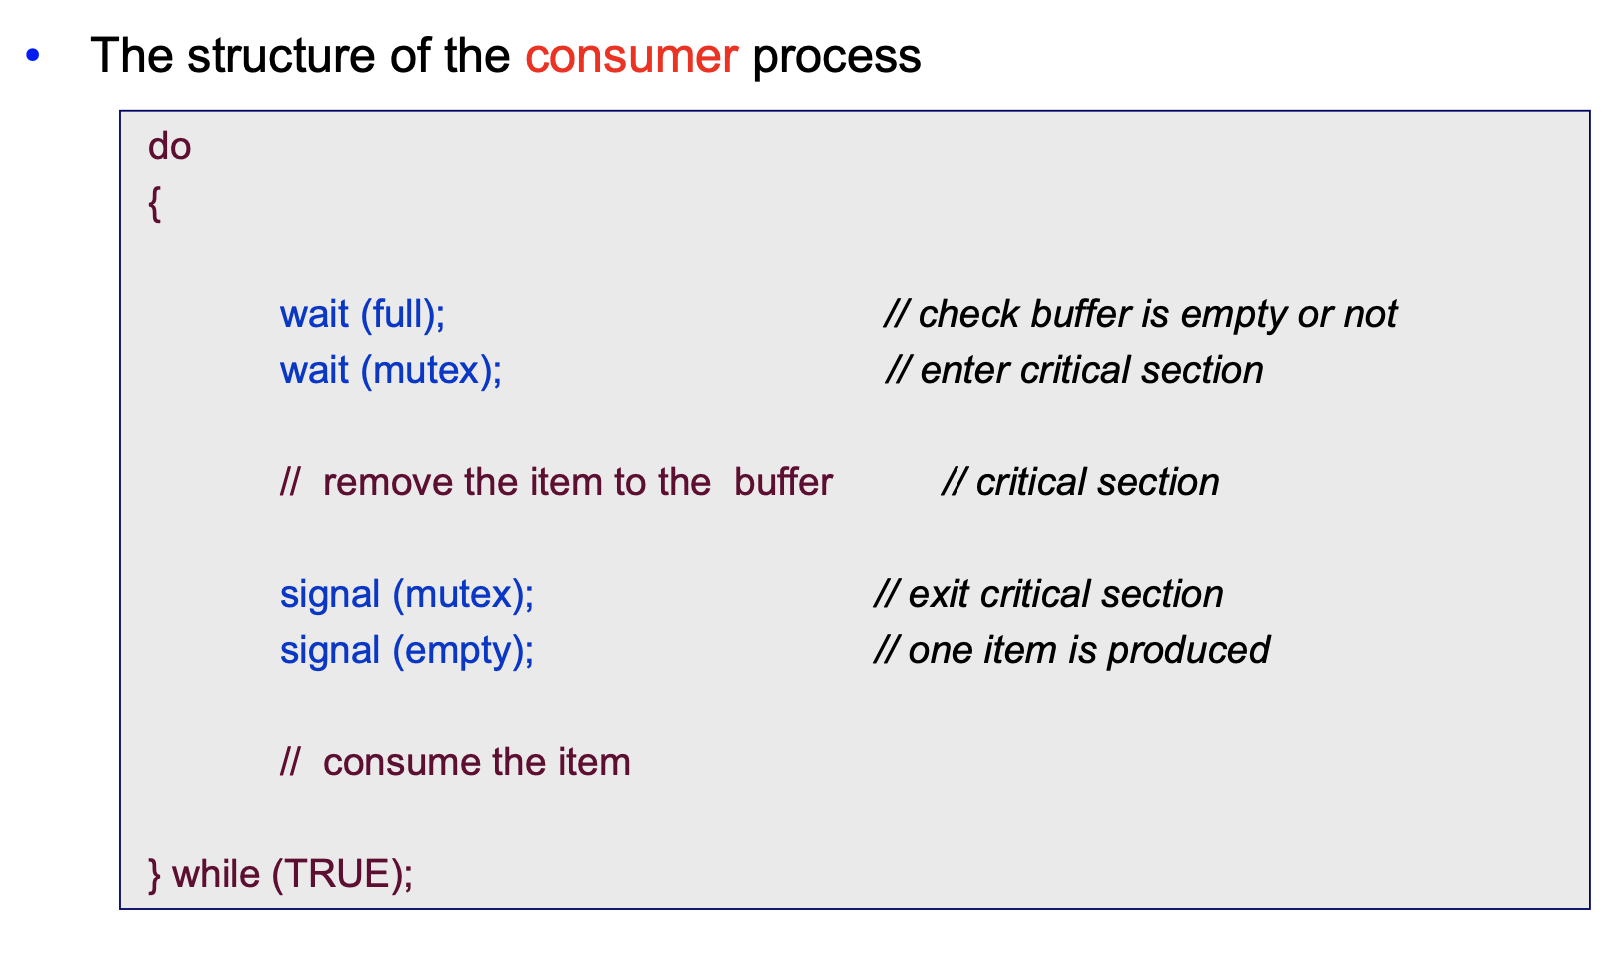 • The structure of the consumer process
do
{
wait (full); // check buffer is empty or not
wait (mutex); // enter critical section
// remove the item to the buffer // critical section
signal (mutex); // exit critical section
signal (empty); // one item is produced
// consume the item
} while (TRUE);